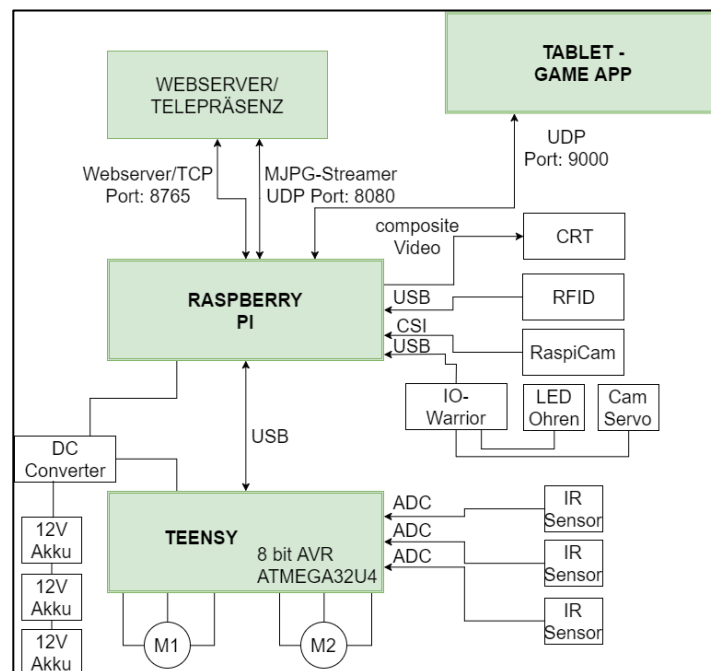 WEBSERVER/
TELEPRÄSENZ
TABLET -
GAME APP
Webserver/TCP
Port: 8765
MJPG-Streamer
UDP Port: 8080
UDP
Port: 9000
composite
Video
CRT
RASPBERRY
PI
USB
RFID
CSI
RaspiCam
USB
IO-
Warrior
LED
Ohren
Cam
Servo
USB
DC
Converter
12V
Akku
12V
Akku
12V
Akku
TEENSY
8 bit AVR
ATMEGA32U4
ADC
ADC
ADC
IR
Sensor
IR
Sensor
IR
Sensor
M1
M2